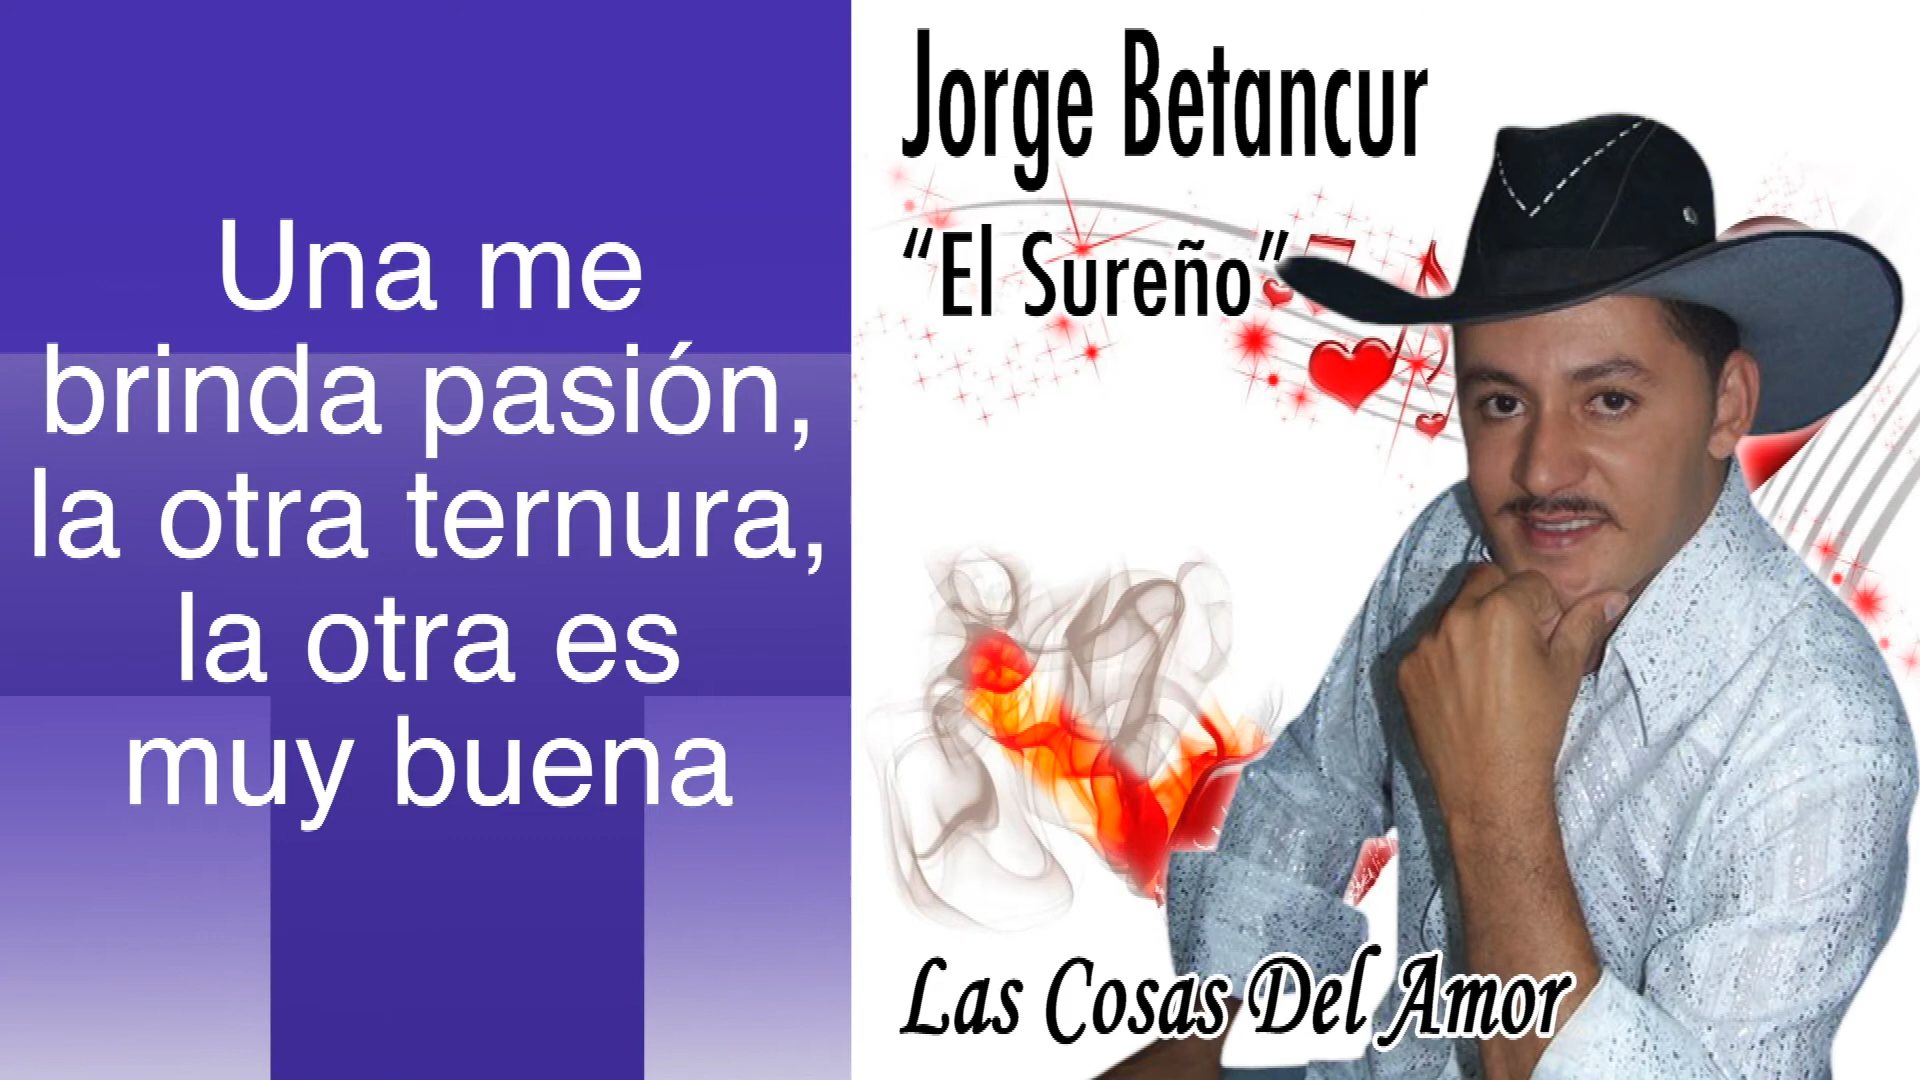 Una me
brinda pasión,
la otra ternura,
la otra es
muy buena
Jorge Betancur
“El Sureño”
Las Cosas Del Amor